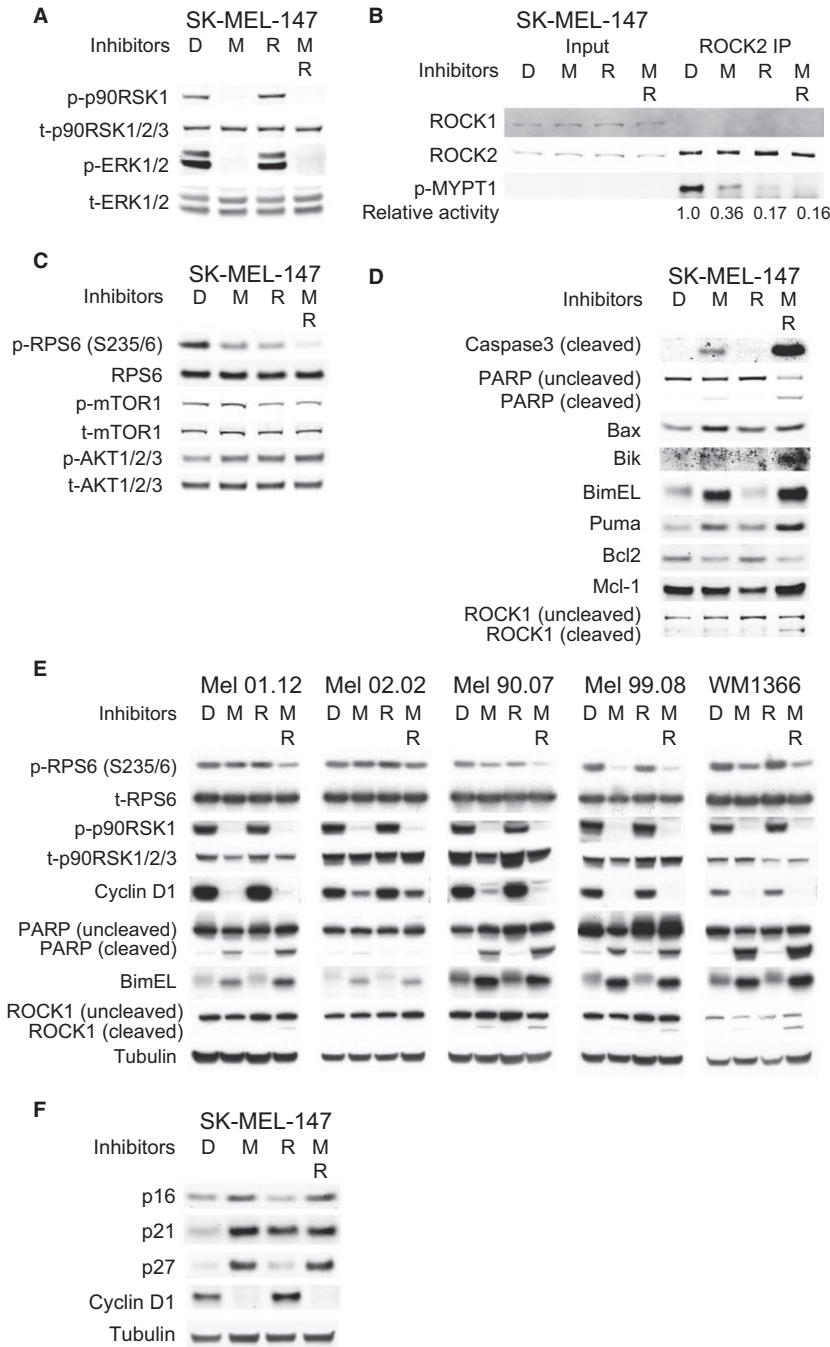 A
SK-MEL-147
Inhibitors D M R M
R
p-p90RSK1
t-p90RSK1/2/3
p-ERK1/2
t-ERK1/2
B
SK-MEL-147
Input ROCK2 IP
Inhibitors D M R M D M R M
R R
ROCK1
ROCK2
p-MYPT1
Relative activity 1.0 0.36 0.17 0.16
C
SK-MEL-147
Inhibitors D M R M
R
p-RPS6 (S235/6)
RPS6
p-mTOR1
t-mTOR1
p-AKT1/2/3
t-AKT1/2/3
D
SK-MEL-147
Inhibitors D M R M
R
Caspase3 (cleaved)
PARP (uncleaved)
PARP (cleaved)
Bax
Bik
BimEL
Puma
Bcl2
Mcl-1
ROCK1 (uncleaved)
ROCK1 (cleaved)
E
Mel 01.12 Mel 02.02 Mel 90.07 Mel 99.08 WM1366
Inhibitors D M R M D M R M D M R M D M R M D M R M
R R R R R
p-RPS6 (S235/6)
t-RPS6
p-p90RSK1
t-p90RSK1/2/3
Cyclin D1
PARP (uncleaved)
PARP (cleaved)
BimEL
ROCK1 (uncleaved)
ROCK1 (cleaved)
Tubulin
F
SK-MEL-147
Inhibitors D M R M
R
p16
p21
p27
Cyclin D1
Tubulin